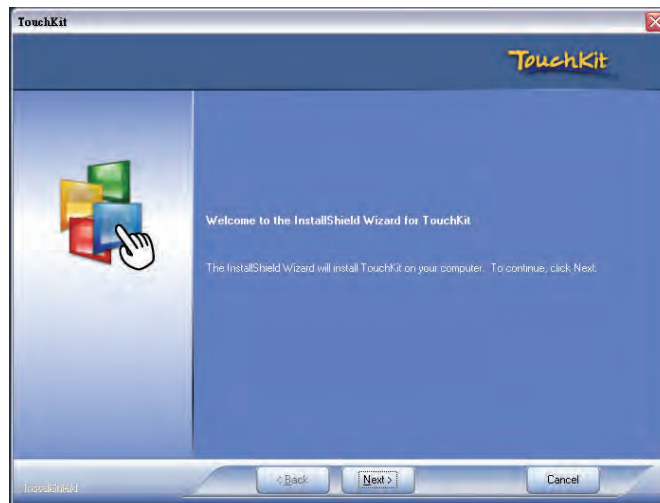 TouchKit
TouchKit
Welcome to the InstallShield Wizard for TouchKit
The InstallShield Wizard will install TouchKit on your computer. To continue, click Next.
InstallShield
< Back
Next >
Cancel